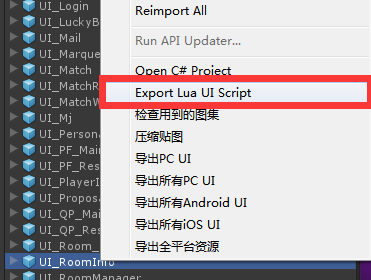 UI_Login
UI_LuckyB
UI_Mail
UI_Marque
UI_Match
UI_MatchR
UI_MatchW
UI_Mj
UI_Persona
UI_PF_Mai
UI_PF_Res
UI_PlayerI
UI_Propos
UI_QP_Mai
UI_QP_Res
UI_Room_
UI_RoomInfo
UI_RoomManager
Reimport All
Run API Updater...
Open C# Project
Export Lua UI Script
检查用到的图集
压缩贴图
导出PC UI
导出所有PC UI
导出所有Android UI
导出所有iOS UI
导出全平台资源